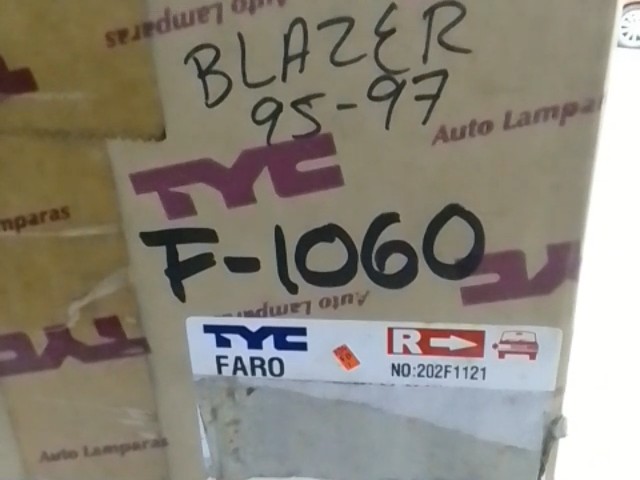 Auto Lamparas
BLAZER
95-97
Auto Lampa
TYC
mparas
F-1060
TYC
Auto Lamparas
TYC
TYC
FARO
R
NO:202F1121
Auto Lamparas